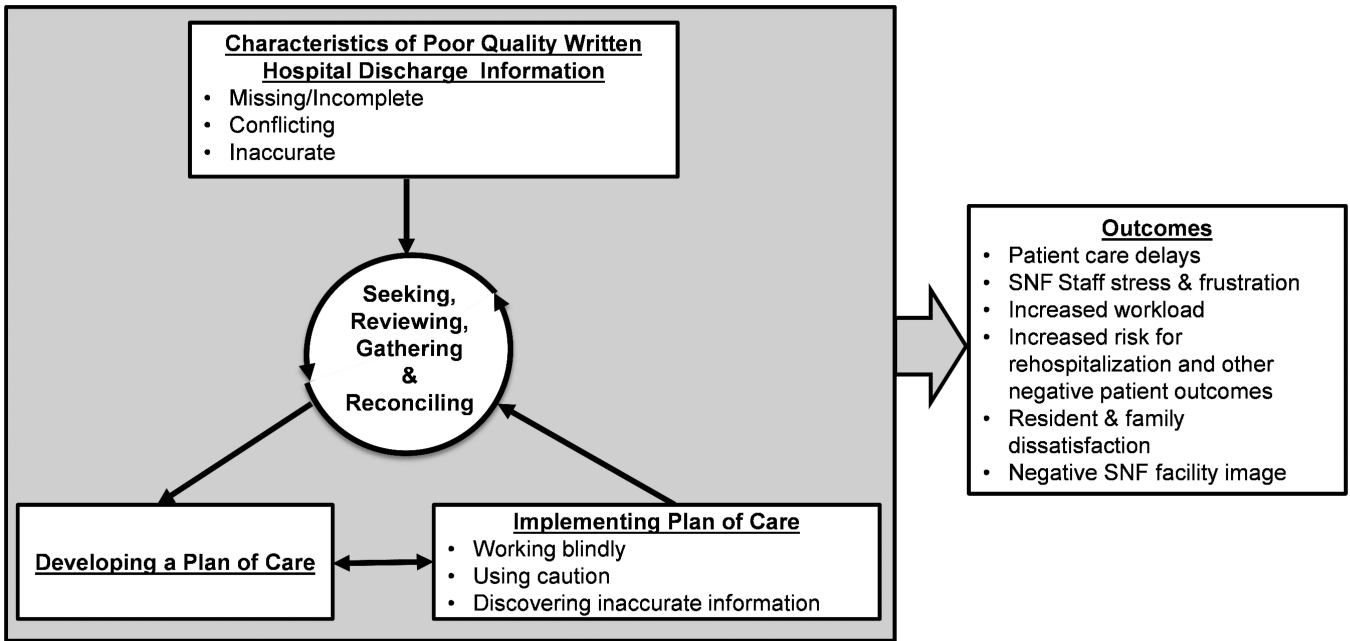 Characteristics of Poor Quality Written
Hospital Discharge Information
• Missing/Incomplete
• Conflicting
• Inaccurate
Seeking,
Reviewing,
Gathering
&
Reconciling
Developing a Plan of Care
Implementing Plan of Care
• Working blindly
• Using caution
• Discovering inaccurate information
Outcomes
• Patient care delays
• SNF Staff stress & frustration
• Increased workload
• Increased risk for
rehospitalization and other
negative patient outcomes
• Resident & family
dissatisfaction
• Negative SNF facility image